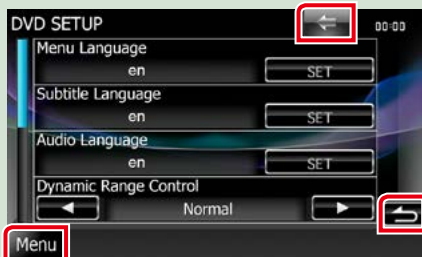 DVD SETUP
00:00
Menu Language
en SET
Subtitle Language
en SET
Audio Language
en SET
Dynamic Range Control
Normal
Menu